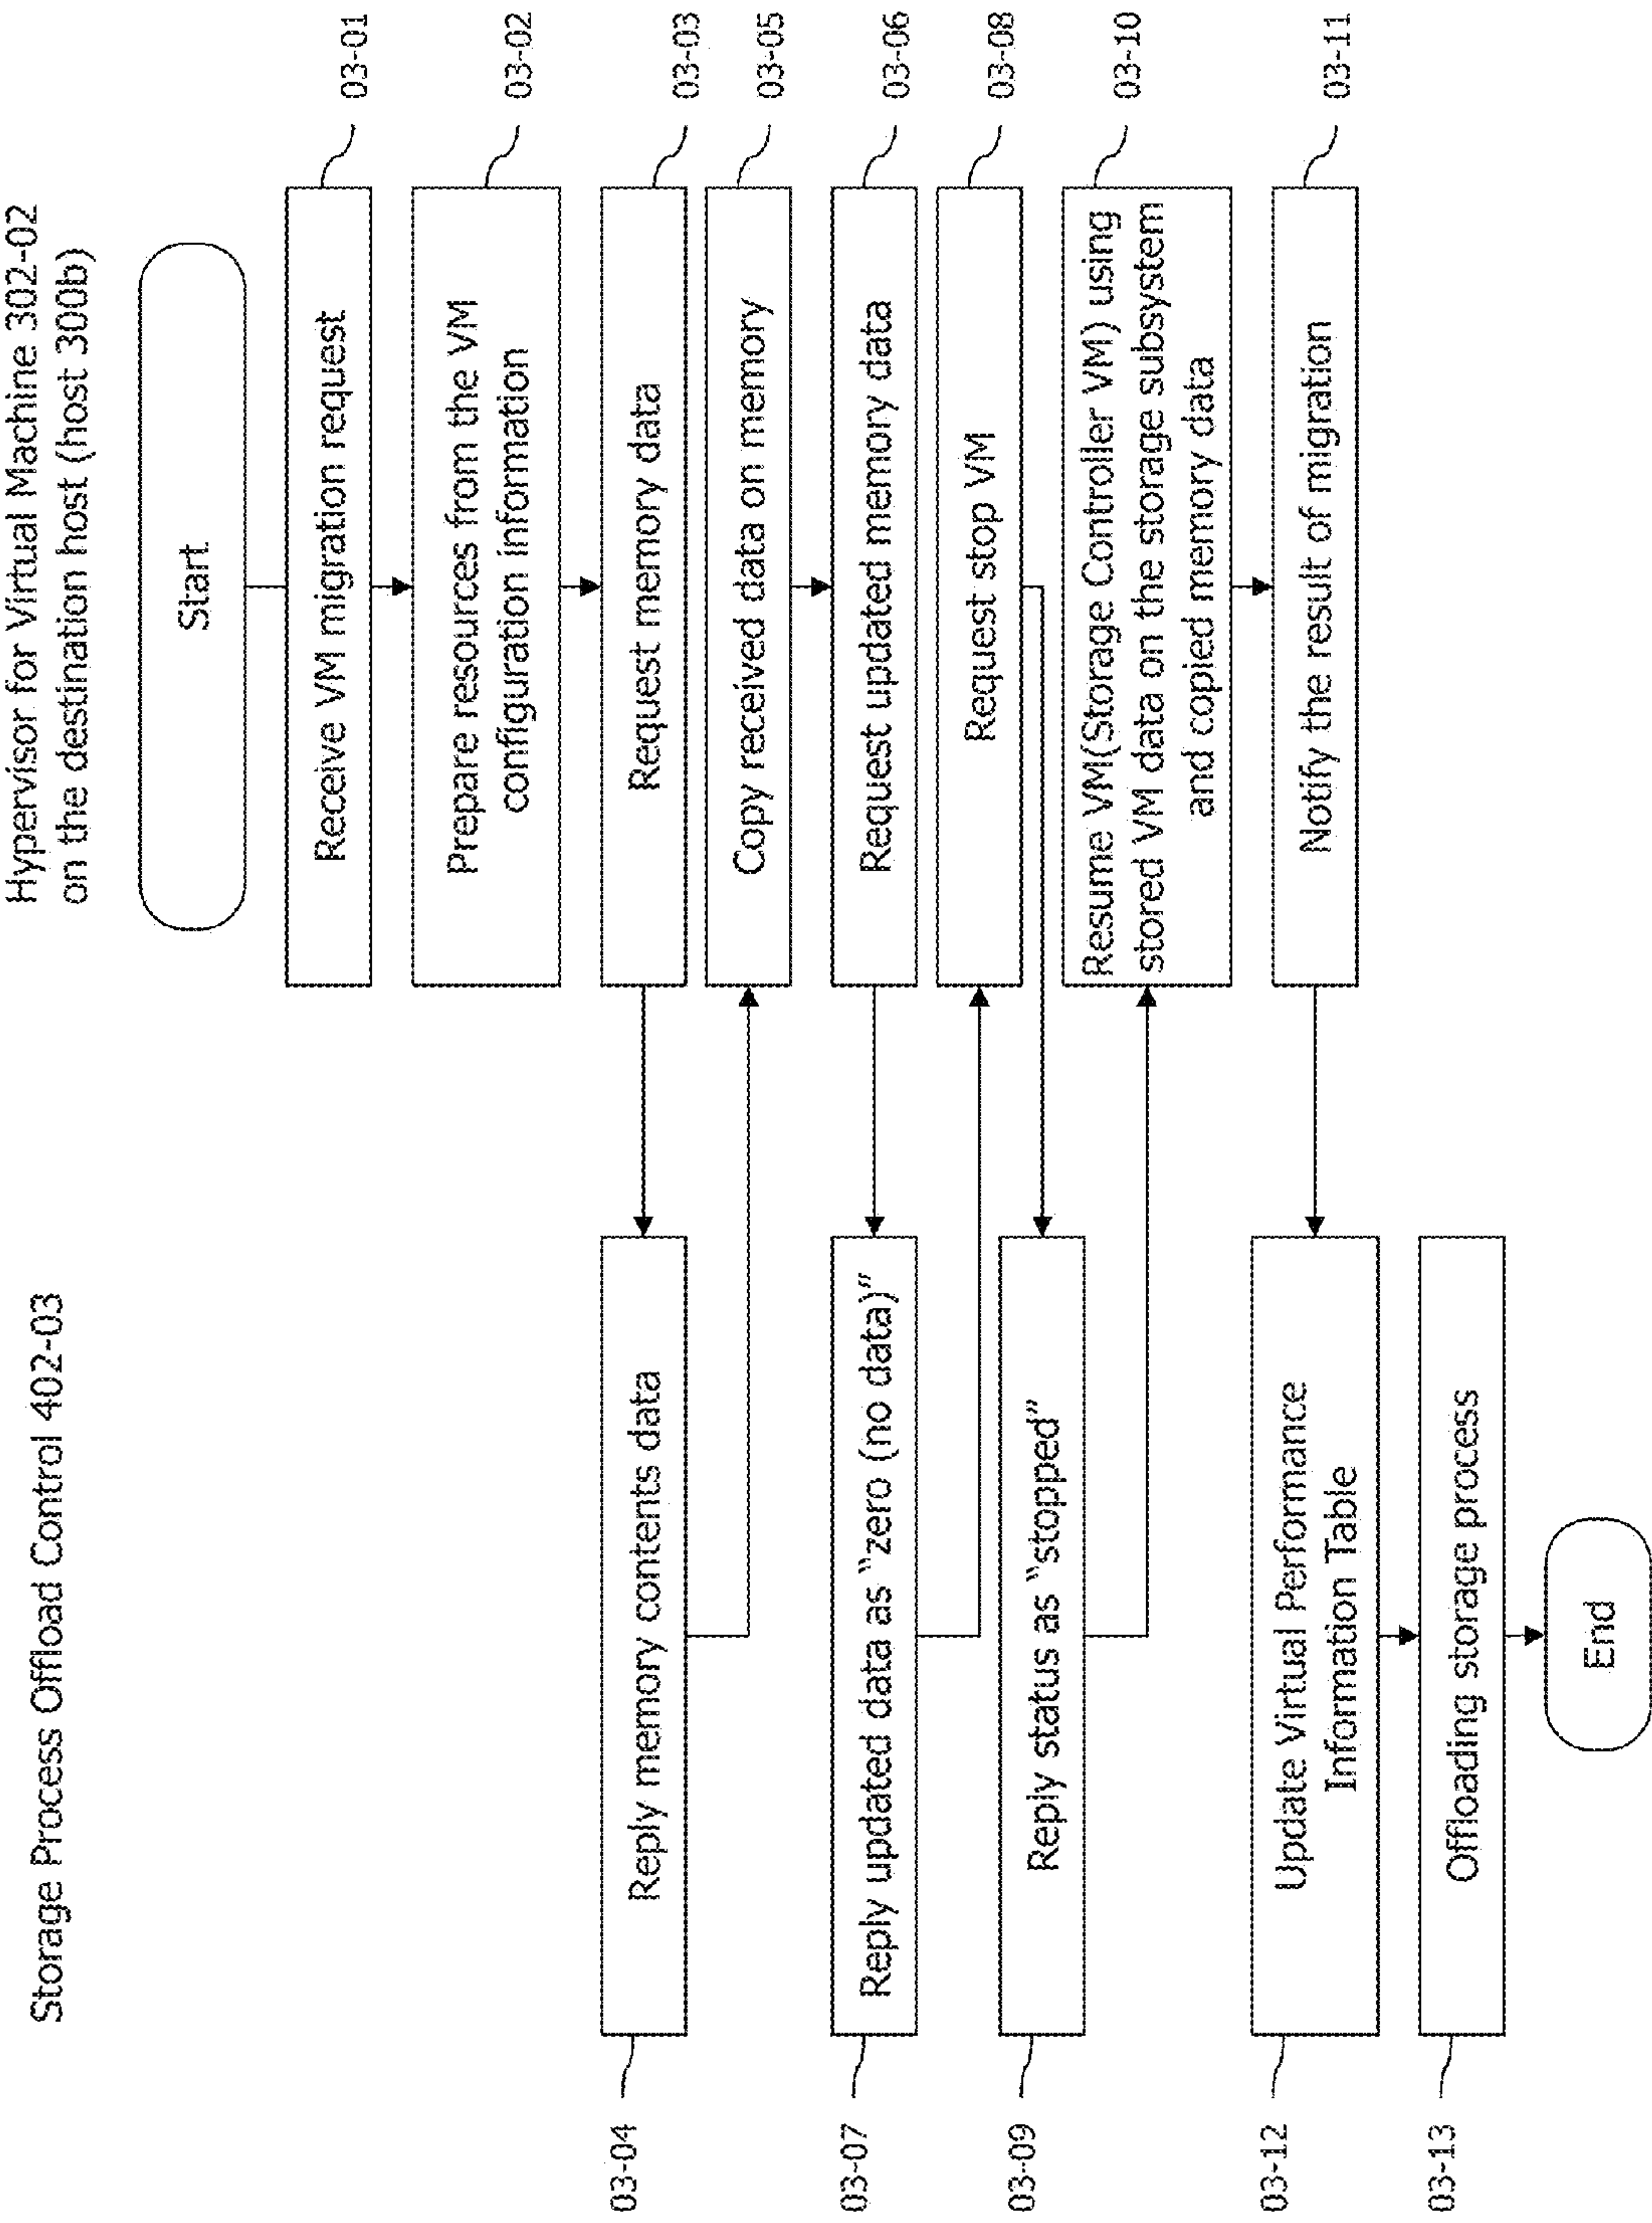 Storage Process Offload Control 402-03
Hypervisor for Virtual Machine 302-02
on the destination host (host 300b)
Start
Receive VM migration request
03-01
Prepare resources from the VM
configuration information
03-02
Request memory data
03-03
03-04
Reply memory contents data
Copy received data on memory
03-05
Request updated memory data
03-06
03-07
Reply updated data as “zero (no data)”
Request stop VM
03-08
03-09
Reply status as “stopped”
Resume VM(Storage Controller VM) using
stored VM data on the storage subsystem
and copied memory data
03-10
Notify the result of migration
03-11
03-12
Update Virtual Performance
Information Table
03-13
Offloading storage process
End